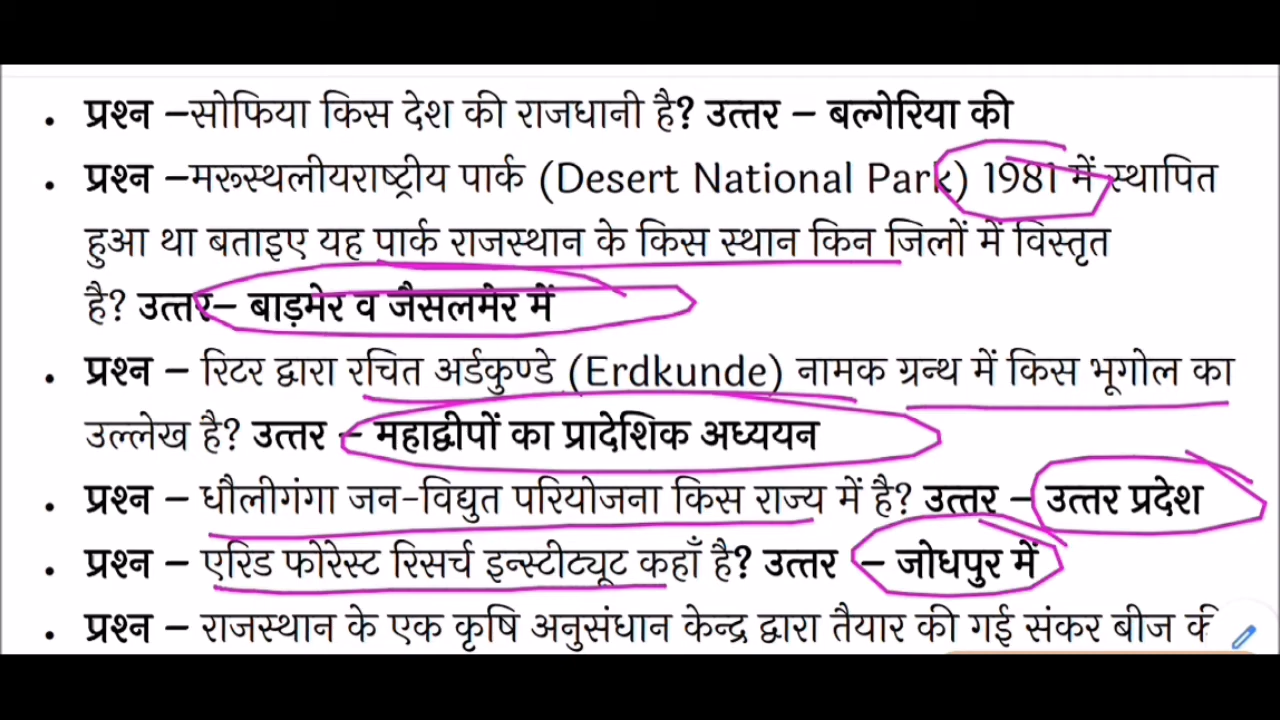 • प्रश्न –सोफिया किस देश की राजधानी है? उत्तर – बल्गेरिया की
• प्रश्न –मरूस्थलीयराष्ट्रीय पार्क (Desert National Park) 1981 में स्थापित
हुआ था बताइए यह पार्क राजस्थान के किस स्थान किन जिलों में विस्तृत
है? उत्तर– बाड़मेर व जैसलमेर में
• प्रश्न – रिटर द्वारा रचित अर्डकुण्डे (Erdkunde) नामक ग्रन्थ में किस भूगोल का
उल्लेख है? उत्तर – महाद्वीपों का प्रादेशिक अध्ययन
• प्रश्न – धौलीगंगा जन-विद्युत परियोजना किस राज्य में है? उत्तर – उत्तर प्रदेश
• प्रश्न – एरिड फोरेस्ट रिसर्च इन्स्टीट्यूट कहाँ है? उत्तर – जोधपुर में
• प्रश्न – राजस्थान के एक कृषि अनुसंधान केन्द्र द्वारा तैयार की गई संकर बीज की